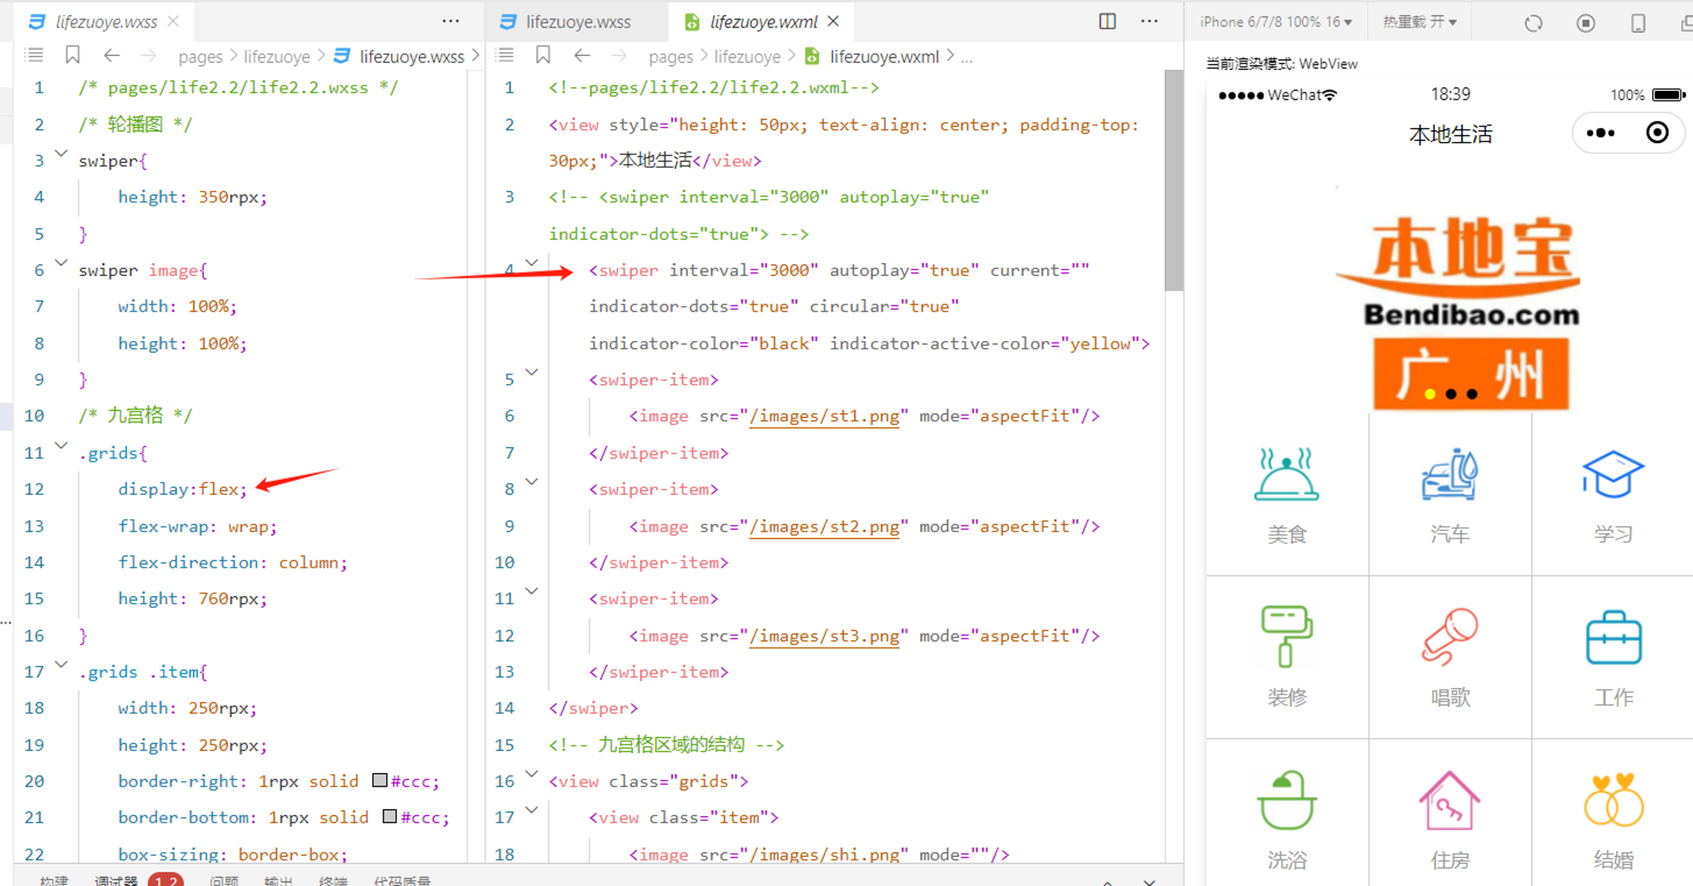 lifezuoye.wxss
pages > lifezuoye > lifezuoye.wxss >
1 /* pages/life2.2/life2.2.wxss */
2 /* 轮播图 */
3 swiper{
4 height: 350rpx;
5 }
6 swiper image{
7 width: 100%;
8 height: 100%;
9 }
10 /* 九宫格 */
11 .grids{
12 display:flex;
13 flex-wrap: wrap;
14 flex-direction: column;
15 height: 760rpx;
16 }
17 .grids .item{
18 width: 250rpx;
19 height: 250rpx;
20 border-right: 1rpx solid #ccc;
21 border-bottom: 1rpx solid #ccc;
22 box-sizing: border-box;
lifezuoye.wxss lifezuoye.wxml
pages > lifezuoye > lifezuoye.wxml > ...
1 <!--pages/life2.2/life2.2.wxml-->
2 <view style="height: 50px; text-align: center; padding-top:
30px;">本地生活</view>
3 <!-- <swiper interval="3000" autoplay="true"
indicator-dots="true"> -->
4 <swiper interval="3000" autoplay="true" current=""
indicator-dots="true" circular="true"
indicator-color="black" indicator-active-color="yellow">
5 <swiper-item>
6 <image src="/images/st1.png" mode="aspectFit"/>
7 </swiper-item>
8 <swiper-item>
9 <image src="/images/st2.png" mode="aspectFit"/>
10 </swiper-item>
11 <swiper-item>
12 <image src="/images/st3.png" mode="aspectFit"/>
13 </swiper-item>
14 </swiper>
15 <!-- 九宫格区域的结构 -->
16 <view class="grids">
17 <view class="item">
18 <image src="/images/shi.png" mode=""/>
构建 调试器 1, 2 问题 输出 终端 代码质量
iPhone 6/7/8 100% 16 热重载 开
当前渲染模式: WebView
WeChat 18:39 100%
本地生活
本地宝
Bendibao.com
广 州
美食 汽车 学习
装修 唱歌 工作
洗浴 住房 结婚